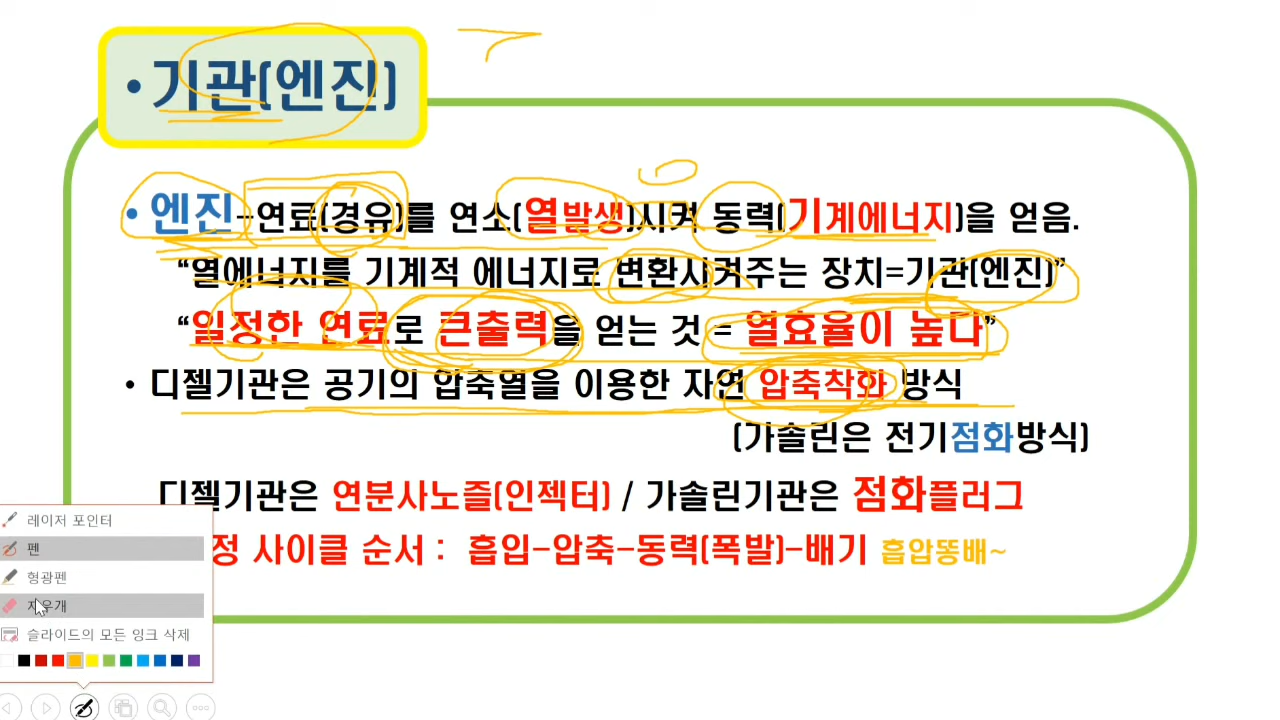 •기관(엔진)
• 엔진-연료(경유)를 연소(열발생)시켜 동력(기계에너지)을 얻음.
“열에너지를 기계적 에너지로 변환시켜주는 장치=기관(엔진)”
“일정한 연료로 큰출력을 얻는 것 = 열효율이 높다”
• 디젤기관은 공기의 압축열을 이용한 자연 압축착화 방식
(가솔린은 전기점화방식)
디젤기관은 연분사노즐(인젝터) / 가솔린기관은 점화플러그
정 사이클 순서 : 흡입-압축-동력(폭발)-배기 흡압똥배~
레이저 포인터
펜
형광펜
지우개
슬라이드의 모든 잉크 삭제